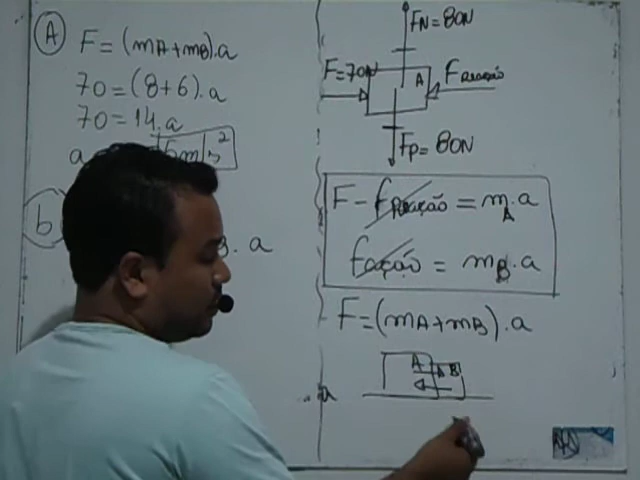 A
F = (mA + mB).a
70 = (8+6).a
70 = 14.a
a 5m/s²
b
B. a
FN = 80N
F = 70N
A
FReação
Fp = 80N
F - fReação = mA.a
fação = mB.a
F = (mA + mB).a
A A B
a